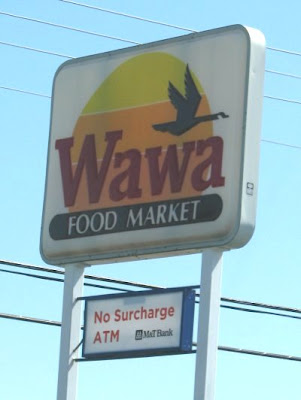 Wawa
FOOD MARKET
No Surcharge
ATM M&T Bank